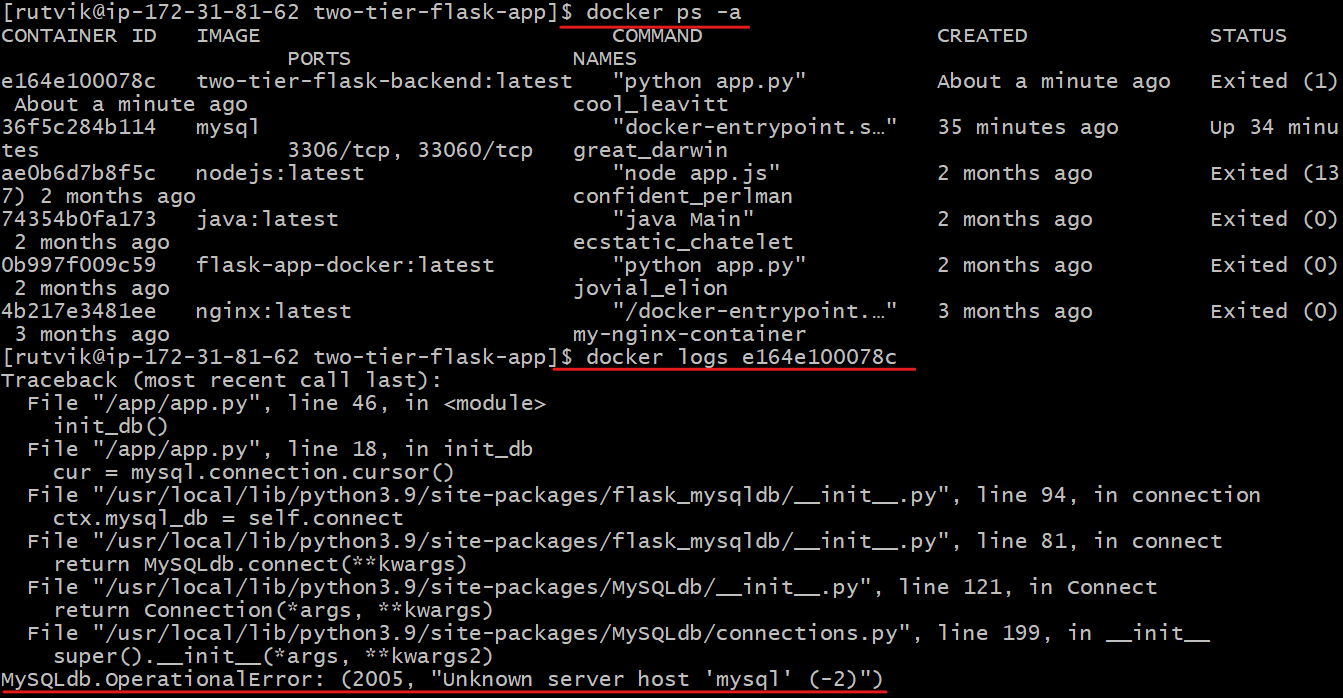 [rutvik@ip-172-31-81-62 two-tier-flask-app]$ docker ps -a
CONTAINER ID   IMAGE                           COMMAND                  CREATED              STATUS
                      PORTS                 NAMES
e164e100078c   two-tier-flask-backend:latest   "python app.py"          About a minute ago   Exited (1)
 About a minute ago                         cool_leavitt
36f5c284b114   mysql                           "docker-entrypoint.s…"   35 minutes ago       Up 34 minu
tes                   3306/tcp, 33060/tcp   great_darwin
ae0b6d7b8f5c   nodejs:latest                   "node app.js"            2 months ago         Exited (13
7) 2 months ago                             confident_perlman
74354b0fa173   java:latest                     "java Main"              2 months ago         Exited (0)
 2 months ago                               ecstatic_chatelet
0b997f009c59   flask-app-docker:latest         "python app.py"          2 months ago         Exited (0)
 2 months ago                               jovial_elion
4b217e3481ee   nginx:latest                    "/docker-entrypoint.…"   3 months ago         Exited (0)
 3 months ago                               my-nginx-container
[rutvik@ip-172-31-81-62 two-tier-flask-app]$ docker logs e164e100078c
Traceback (most recent call last):
  File "/app/app.py", line 46, in <module>
    init_db()
  File "/app/app.py", line 18, in init_db
    cur = mysql.connection.cursor()
  File "/usr/local/lib/python3.9/site-packages/flask_mysqldb/__init__.py", line 94, in connection
    ctx.mysql_db = self.connect
  File "/usr/local/lib/python3.9/site-packages/flask_mysqldb/__init__.py", line 81, in connect
    return MySQLdb.connect(**kwargs)
  File "/usr/local/lib/python3.9/site-packages/MySQLdb/__init__.py", line 121, in Connect
    return Connection(*args, **kwargs)
  File "/usr/local/lib/python3.9/site-packages/MySQLdb/connections.py", line 199, in __init__
    super().__init__(*args, **kwargs2)
MySQLdb.OperationalError: (2005, "Unknown server host 'mysql' (-2)")